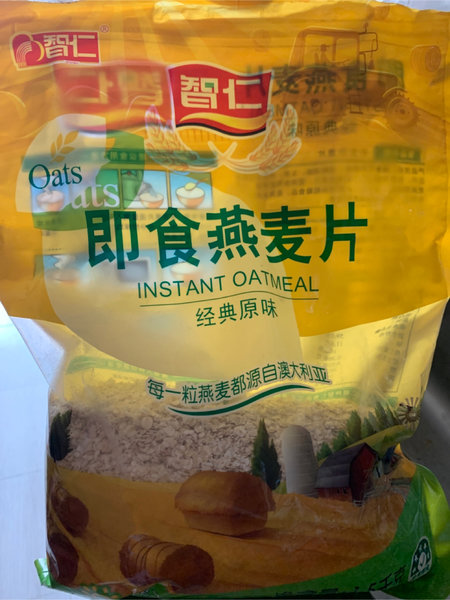 智仁
®
智仁
Oats
即食燕麦片
INSTANT OATMEAL
经典原味
每一粒燕麦都源自澳大利亚